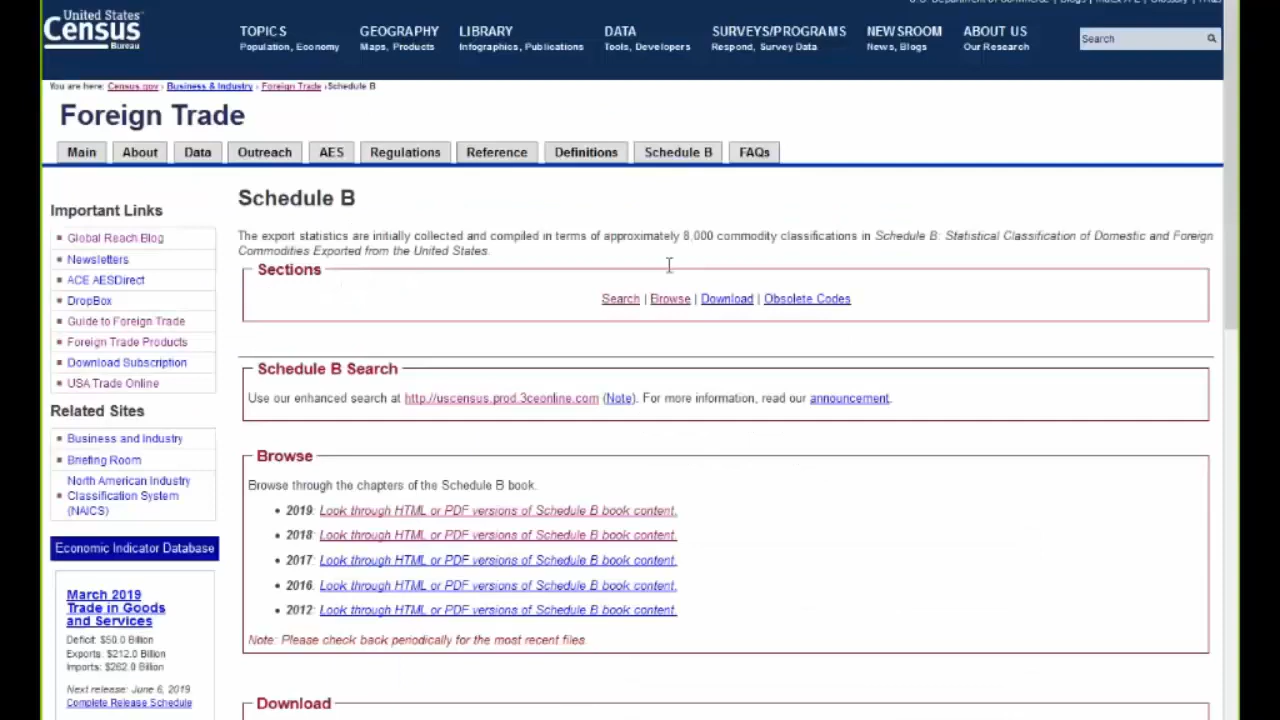 U.S. Department of Commerce | Blogs | Index A-Z | Glossary | FAQs
United States®
Census
Bureau
TOPICS
Population, Economy
GEOGRAPHY
Maps, Products
LIBRARY
Infographics, Publications
DATA
Tools, Developers
SURVEYS/PROGRAMS
Respond, Survey Data
NEWSROOM
News, Blogs
ABOUT US
Our Research
Search
You are here: Census.gov › Business & Industry › Foreign Trade › Schedule B
Foreign Trade
Main About Data Outreach AES Regulations Reference Definitions Schedule B FAQs
Important Links
Global Reach Blog
Newsletters
ACE AESDirect
DropBox
Guide to Foreign Trade
Foreign Trade Products
Download Subscription
USA Trade Online
Related Sites
Business and Industry
Briefing Room
North American Industry
Classification System
(NAICS)
Economic Indicator Database
March 2019
Trade in Goods
and Services
Deficit: $50.0 Billion
Exports: $212.0 Billion
Imports: $262.0 Billion
Next release: June 6, 2019
Complete Release Schedule
Schedule B
The export statistics are initially collected and compiled in terms of approximately 8,000 commodity classifications in Schedule B: Statistical Classification of Domestic and Foreign
Commodities Exported from the United States.
Sections
Search | Browse | Download | Obsolete Codes
Schedule B Search
Use our enhanced search at http://uscensus.prod.3ceonline.com (Note). For more information, read our announcement.
Browse
Browse through the chapters of the Schedule B book.
2019: Look through HTML or PDF versions of Schedule B book content.
2018: Look through HTML or PDF versions of Schedule B book content.
2017: Look through HTML or PDF versions of Schedule B book content.
2016: Look through HTML or PDF versions of Schedule B book content.
2012: Look through HTML or PDF versions of Schedule B book content.
Note: Please check back periodically for the most recent files.
Download